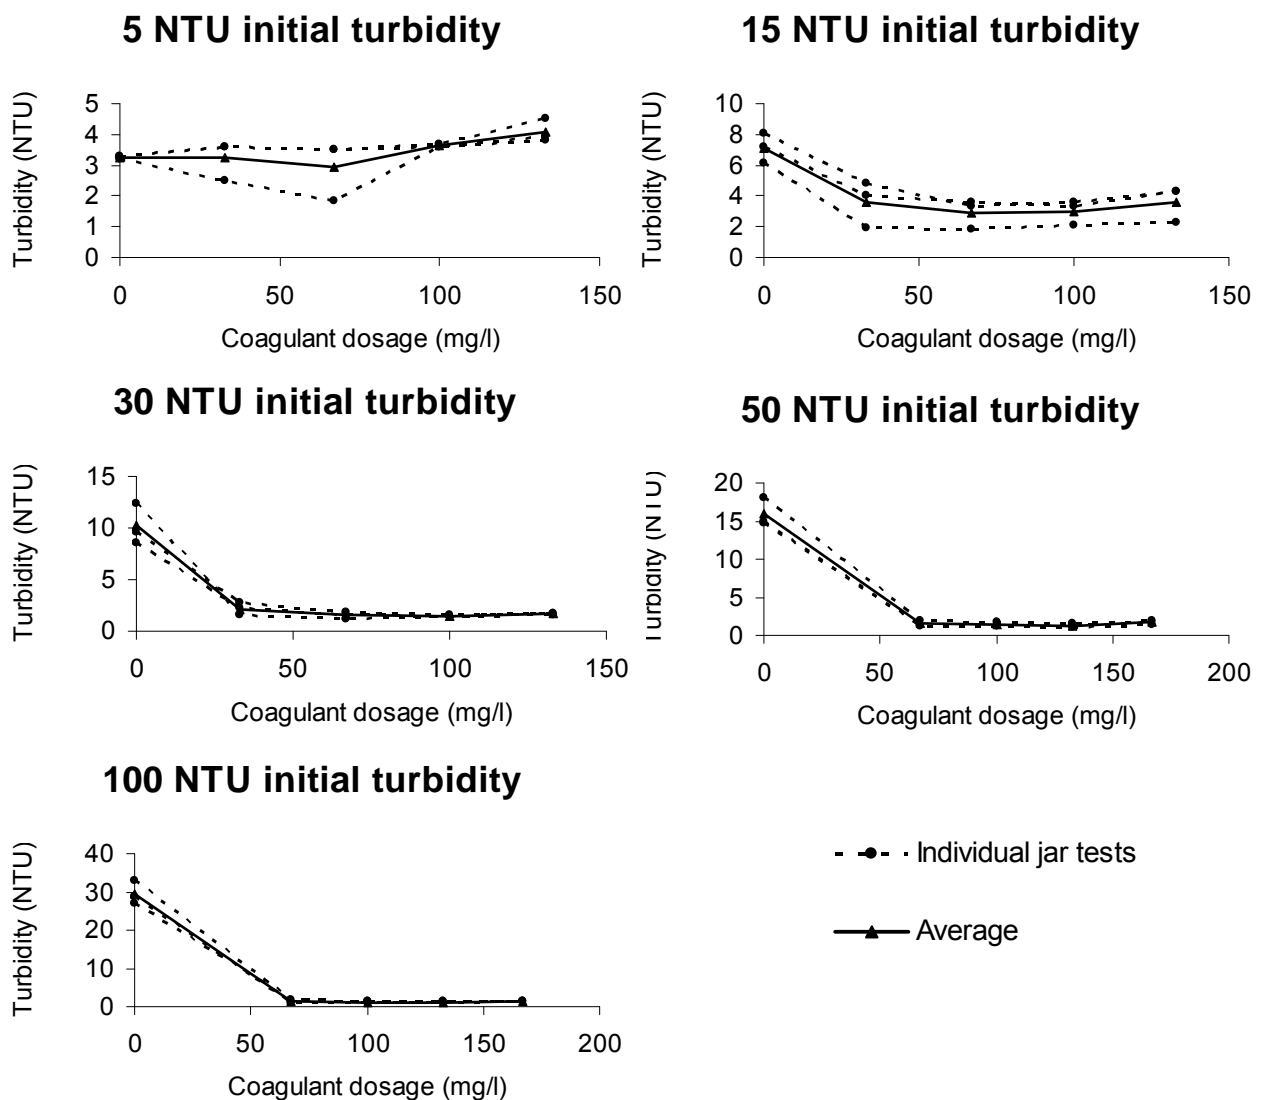 5 NTU initial turbidity
Turbidity (NTU)
5
4
3
2
1
0
0 50 100 150
Coagulant dosage (mg/l)
15 NTU initial turbidity
Turbidity (NTU)
10
8
6
4
2
0
0 50 100 150
Coagulant dosage (mg/l)
30 NTU initial turbidity
Turbidity (NTU)
15
10
5
0
0 50 100 150
Coagulant dosage (mg/l)
50 NTU initial turbidity
Turbidity (NTU)
20
15
10
5
0
0 50 100 150 200
Coagulant dosage (mg/l)
100 NTU initial turbidity
Turbidity (NTU)
40
30
20
10
0
0 50 100 150 200
Coagulant dosage (mg/l)
Individual jar tests
Average